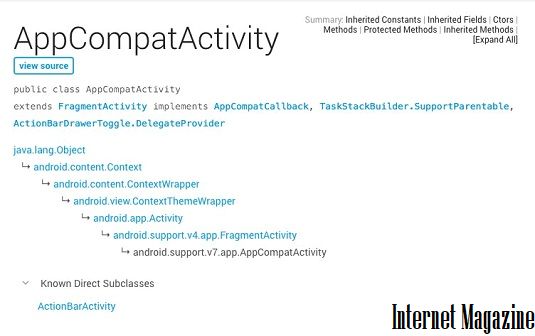 AppCompatActivity
Summary: Inherited Constants | Inherited Fields | Ctors |
Methods | Protected Methods | Inherited Methods |
[Expand All]
view source
public class AppCompatActivity
extends FragmentActivity implements AppCompatCallback, TaskStackBuilder.SupportParentable,
ActionBarDrawerToggle.DelegateProvider
java.lang.Object
↳ android.content.Context
↳ android.content.ContextWrapper
↳ android.view.ContextThemeWrapper
↳ android.app.Activity
↳ android.support.v4.app.FragmentActivity
↳ android.support.v7.app.AppCompatActivity
Known Direct Subclasses
ActionBarActivity
Internet Magazine